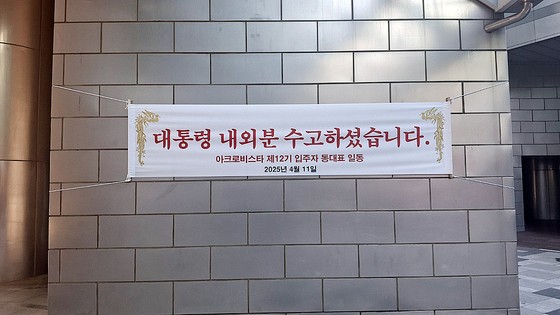 대통령 내외분 수고하셨습니다.
아크로비스타 제12기 입주자 동대표 일동
2025년 4월 11일